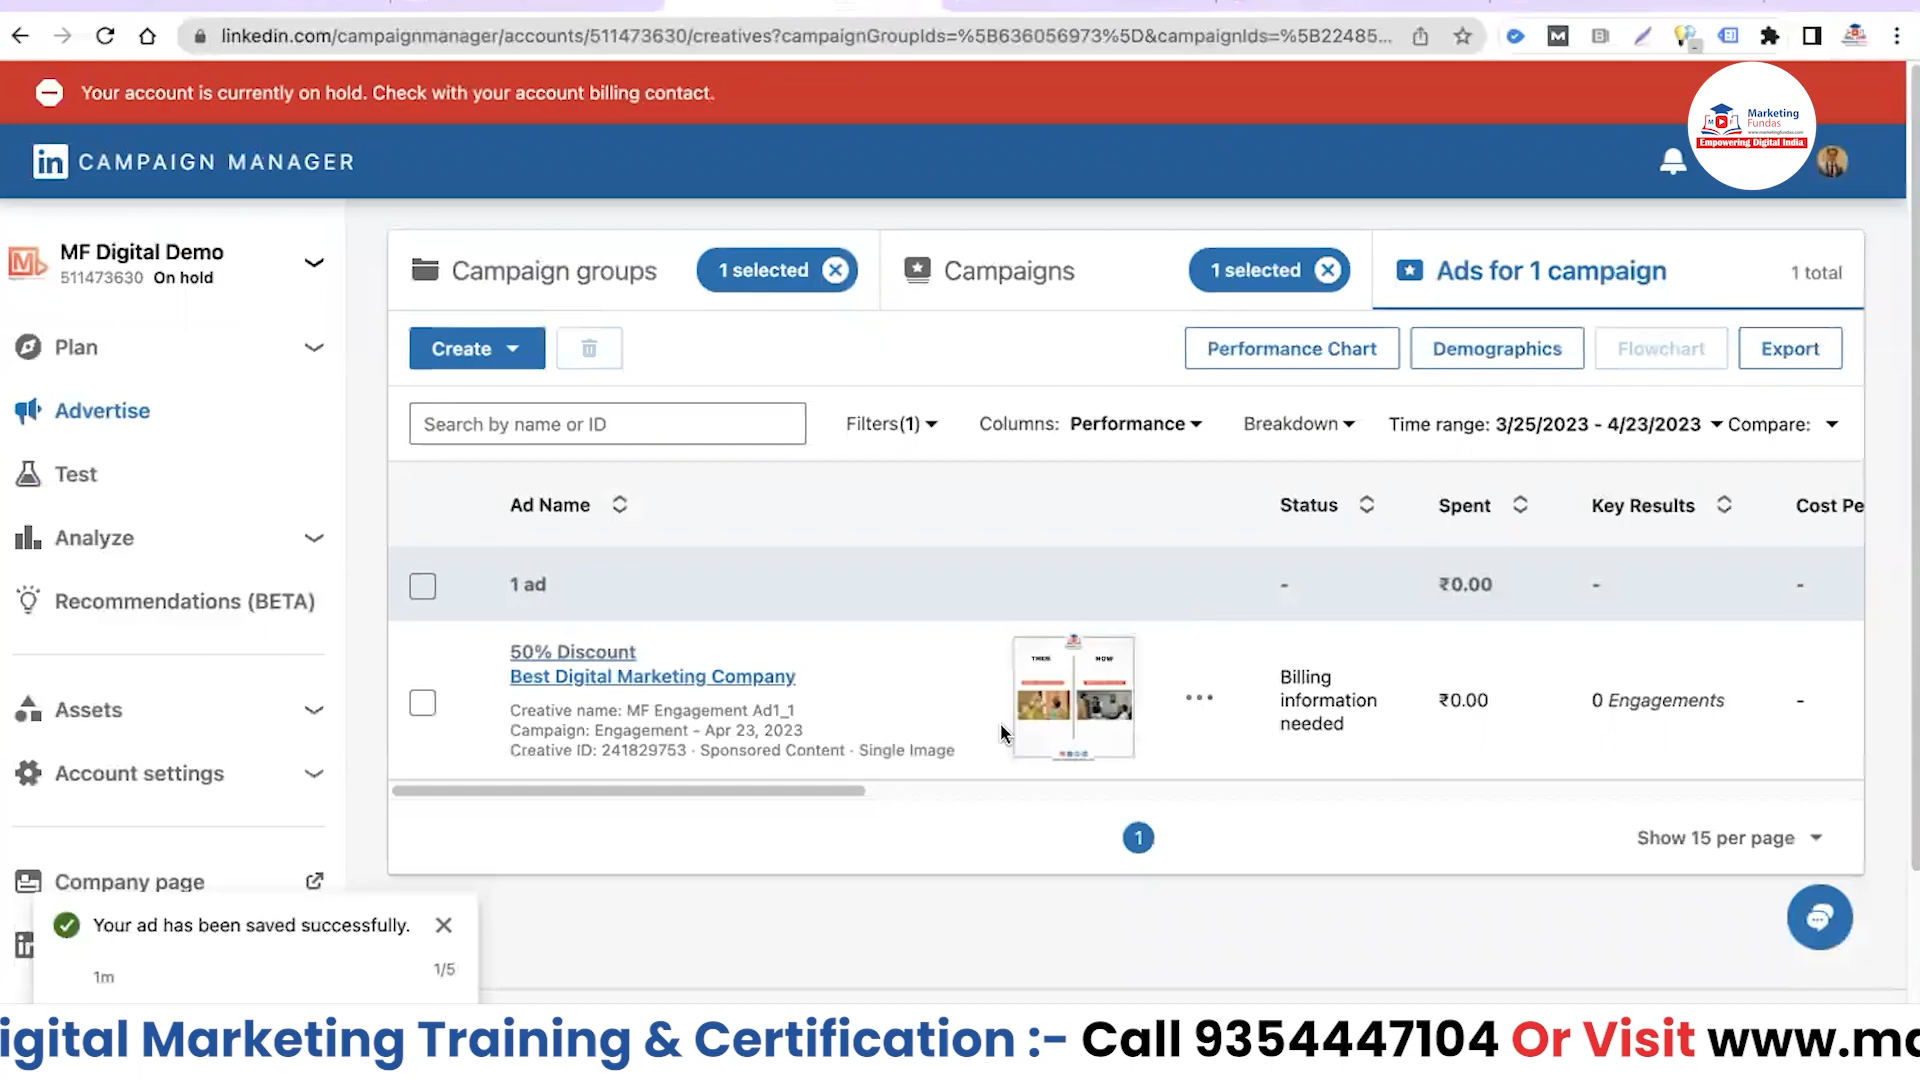 linkedin.com/campaignmanager/accounts/511473630/creatives?campaignGroupIds=%5B636056973%5D&campaignIds=%5B22485...
Your account is currently on hold. Check with your account billing contact.
Marketing
Fundas
www.marketingfundas.com
Empowering Digital India
in CAMPAIGN MANAGER
MF Digital Demo
511473630 On hold
Plan
Advertise
Test
Analyze
Recommendations (BETA)
Assets
Account settings
Company page
Campaign groups 1 selected
Campaigns 1 selected
Ads for 1 campaign 1 total
Create
Performance Chart Demographics Flowchart Export
Search by name or ID Filters(1) Columns: Performance Breakdown Time range: 3/25/2023 - 4/23/2023 Compare:
Ad Name Status Spent Key Results Cost Pe
1 ad - ₹0.00 - -
50% Discount
Best Digital Marketing Company
Creative name: MF Engagement Ad1_1
Campaign: Engagement - Apr 23, 2023
Creative ID: 241829753 · Sponsored Content · Single Image
THEN NOW
Billing
information
needed
₹0.00 0 Engagements -
1
Show 15 per page
Your ad has been saved successfully.
1m 1/5
igital Marketing Training & Certification :- Call 9354447104 Or Visit www.ma